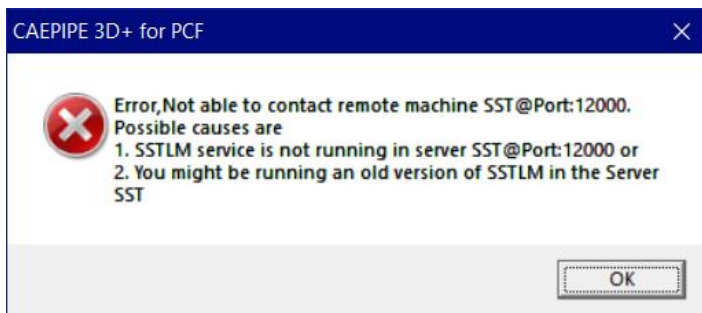 CAEPIPE 3D+ for PCF
Error,Not able to contact remote machine SST@Port:12000.
Possible causes are
1. SSTLM service is not running in server SST@Port:12000 or
2. You might be running an old version of SSTLM in the Server
SST
OK